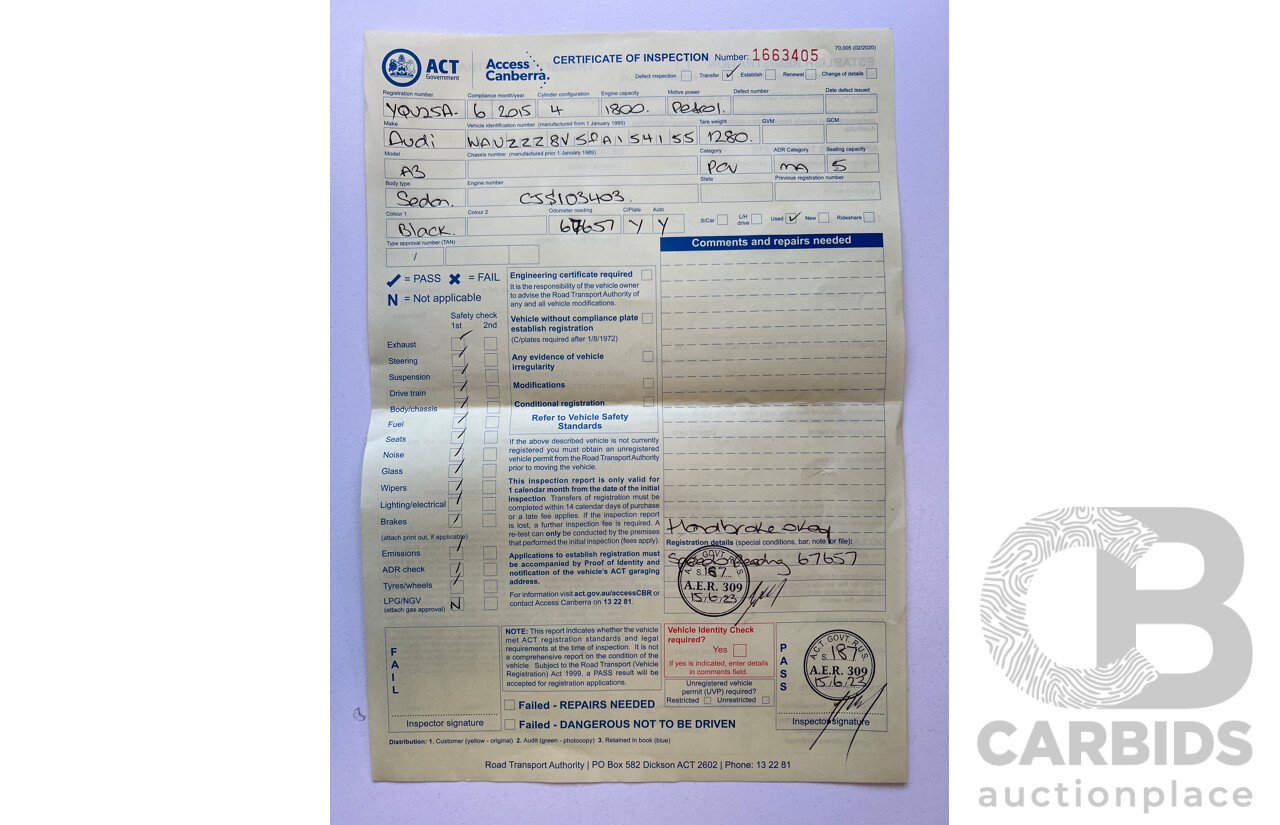 70.005 (02/2020)
ACT Government
Access Canberra.
CERTIFICATE OF INSPECTION Number: 1663405
Defect inspection Transfer ✓ Establish Renewal Change of details
Registration number Compliance month/year Cylinder configuration Engine capacity Motive power Defect number Date defect issued
YQU25A. 6 2015 4 1800. Petrol.
Make Vehicle identification number (manufactured from 1 January 1989) Tare weight GVM GCM
Audi WAUZZZ8V5FA154155 1280.
Model Chassis number (manufactured prior 1 January 1989) Category ADR Category Seating capacity
A3 PCV MA 5
Body type Engine number State Previous registration number
Sedan. CJS103403.
Colour 1 Colour 2 Odometer reading C/Plate Auto
Black. 67657 Y Y
S/Car L/H drive Used ✓ New Rideshare
Type approval number (TAN)
/
Comments and repairs needed
✓ = PASS ✖ = FAIL
N = Not applicable
Safety check
1st 2nd
Exhaust
Steering
Suspension
Drive train
Body/chassis
Fuel
Seats
Noise
Glass
Wipers
Lighting/electrical
Brakes
(attach print out, if applicable)
Emissions
ADR check
Tyres/wheels
LPG/NGV N
(attach gas approval)
Engineering certificate required
It is the responsibility of the vehicle owner
to advise the Road Transport Authority of
any and all vehicle modifications.
Vehicle without compliance plate
establish registration
(C/plates required after 1/8/1972)
Any evidence of vehicle
irregularity
Modifications
Conditional registration
Refer to Vehicle Safety
Standards
If the above described vehicle is not currently
registered you must obtain an unregistered
vehicle permit from the Road Transport Authority
prior to moving the vehicle.
This inspection report is only valid for
1 calendar month from the date of the initial
inspection. Transfers of registration must be
completed within 14 calendar days of purchase
or a late fee applies. If the inspection report
is lost, a further inspection fee is required. A
re-test can only be conducted by the premises
that performed the initial inspection (fees apply).
Applications to establish registration must
be accompanied by Proof of Identity and
notification of the vehicle's ACT garaging
address.
For information visit act.gov.au/accessCBR or
contact Access Canberra on 13 22 81.
Handbrake okay
Registration details (special conditions, bar, note for file):
Speedo Reading 67657
GOVT
S 187
A.E.R. 309
15.6.23
FAIL
Inspector signature
NOTE: This report indicates whether the vehicle
met ACT registration standards and legal
requirements at the time of inspection. It is not
a comprehensive report on the condition of the
vehicle. Subject to the Road Transport (Vehicle
Registration) Act 1999, a PASS result will be
accepted for registration applications.
Failed - REPAIRS NEEDED
Failed - DANGEROUS NOT TO BE DRIVEN
Vehicle Identity Check
required?
Yes
If yes is indicated, enter details
in comments field.
Unregistered vehicle
permit (UVP) required?
Restricted Unrestricted
PASS
A.C.T. GOVT R.U.S.
S. 187
A.E.R. 309
15.6.23
Inspector signature
Distribution: 1. Customer (yellow - original) 2. Audit (green - photocopy) 3. Retained in book (blue)
Road Transport Authority | PO Box 582 Dickson ACT 2602 | Phone: 13 22 81
CB
CARBIDS
auctionplace